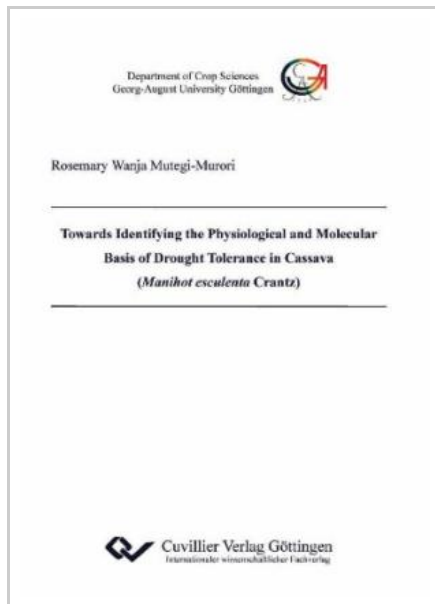 Department of Crop Sciences
Georg-August University Göttingen
Rosemary Wanja Mutegi-Murori
Towards Identifying the Physiological and Molecular
Basis of Drought Tolerance in Cassava
(Manihot esculenta Crantz)
Cuvillier Verlag Göttingen
Internationaler wissenschaftlicher Fachverlag